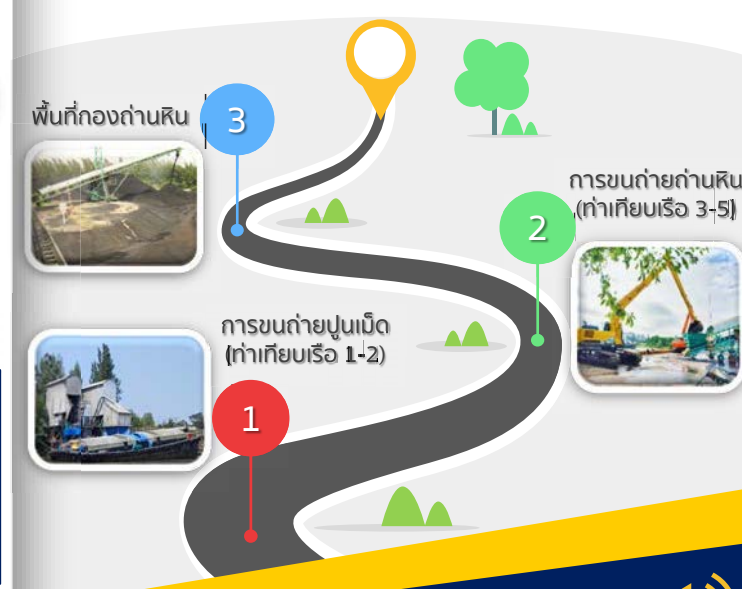 พื้นที่กองถ่านหิน
3
การขนถ่ายถ่านหิน
(ท่าเทียบเรือ 3-5)
2
การขนถ่ายปูนเม็ด
(ท่าเทียบเรือ 1-2)
1